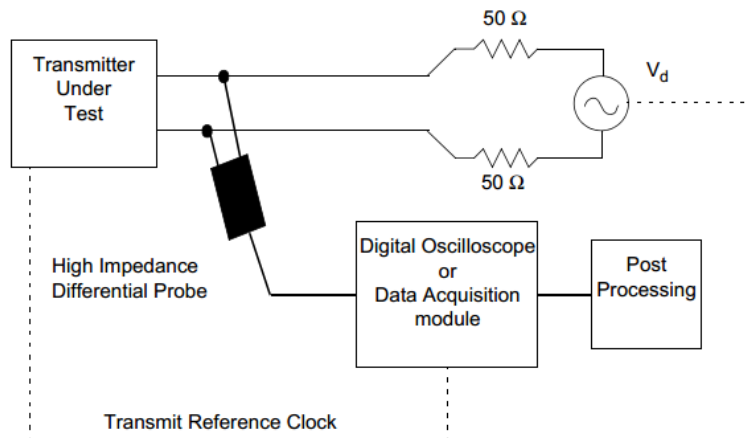 50 Ω
Transmitter
Under
Test
V_d
50 Ω
High Impedance
Differential Probe
Digital Oscilloscope
or
Data Acquisition
module
Post
Processing
Transmit Reference Clock